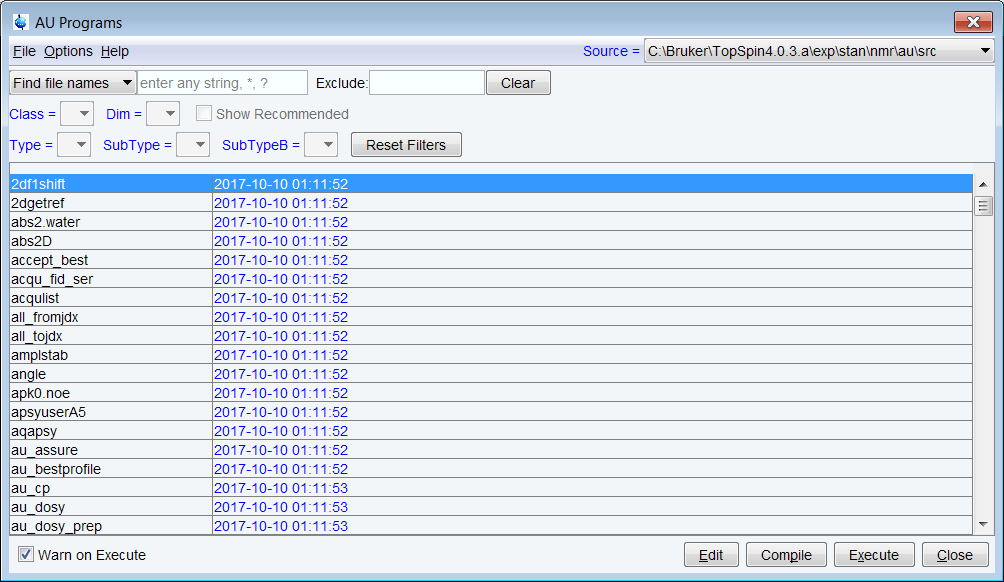 AU Programs
File Options Help Source = C:\Bruker\TopSpin4.0.3.a\exp\stan\nmr\au\src
Find file names enter any string, *, ? Exclude: Clear
Class = Dim = Show Recommended
Type = SubType = SubTypeB = Reset Filters
2df1shift 2017-10-10 01:11:52
2dgetref 2017-10-10 01:11:52
abs2.water 2017-10-10 01:11:52
abs2D 2017-10-10 01:11:52
accept_best 2017-10-10 01:11:52
acqu_fid_ser 2017-10-10 01:11:52
acqulist 2017-10-10 01:11:52
all_fromjdx 2017-10-10 01:11:52
all_tojdx 2017-10-10 01:11:52
amplstab 2017-10-10 01:11:52
angle 2017-10-10 01:11:52
apk0.noe 2017-10-10 01:11:52
apsyuserA5 2017-10-10 01:11:52
aqapsy 2017-10-10 01:11:52
au_assure 2017-10-10 01:11:52
au_bestprofile 2017-10-10 01:11:52
au_cp 2017-10-10 01:11:53
au_dosy 2017-10-10 01:11:53
au_dosy_prep 2017-10-10 01:11:53
Warn on Execute Edit Compile Execute Close